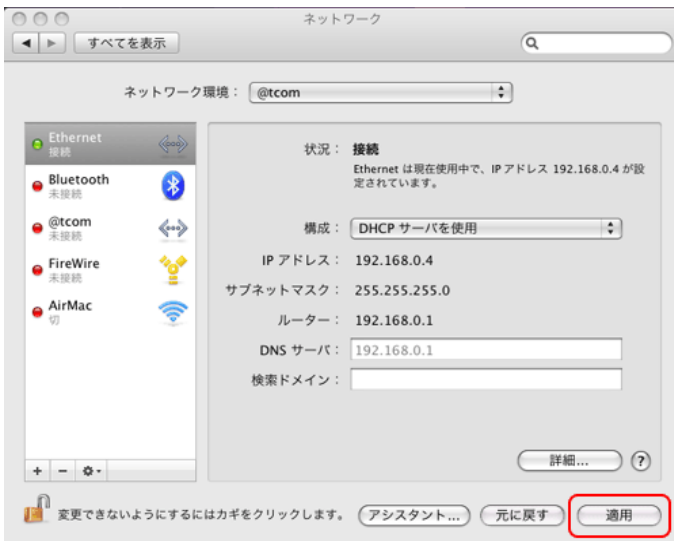 ネットワーク
すべてを表示
ネットワーク環境： @tcom
Ethernet
接続
Bluetooth
未接続
@tcom
未接続
FireWire
未接続
AirMac
切
状況： 接続
Ethernet は現在使用中で、IP アドレス 192.168.0.4 が設
定されています。
構成： DHCP サーバを使用
IP アドレス： 192.168.0.4
サブネットマスク： 255.255.255.0
ルーター： 192.168.0.1
DNS サーバ： 192.168.0.1
検索ドメイン：
詳細... ?
変更できないようにするにはカギをクリックします。 アシスタント... 元に戻す 適用